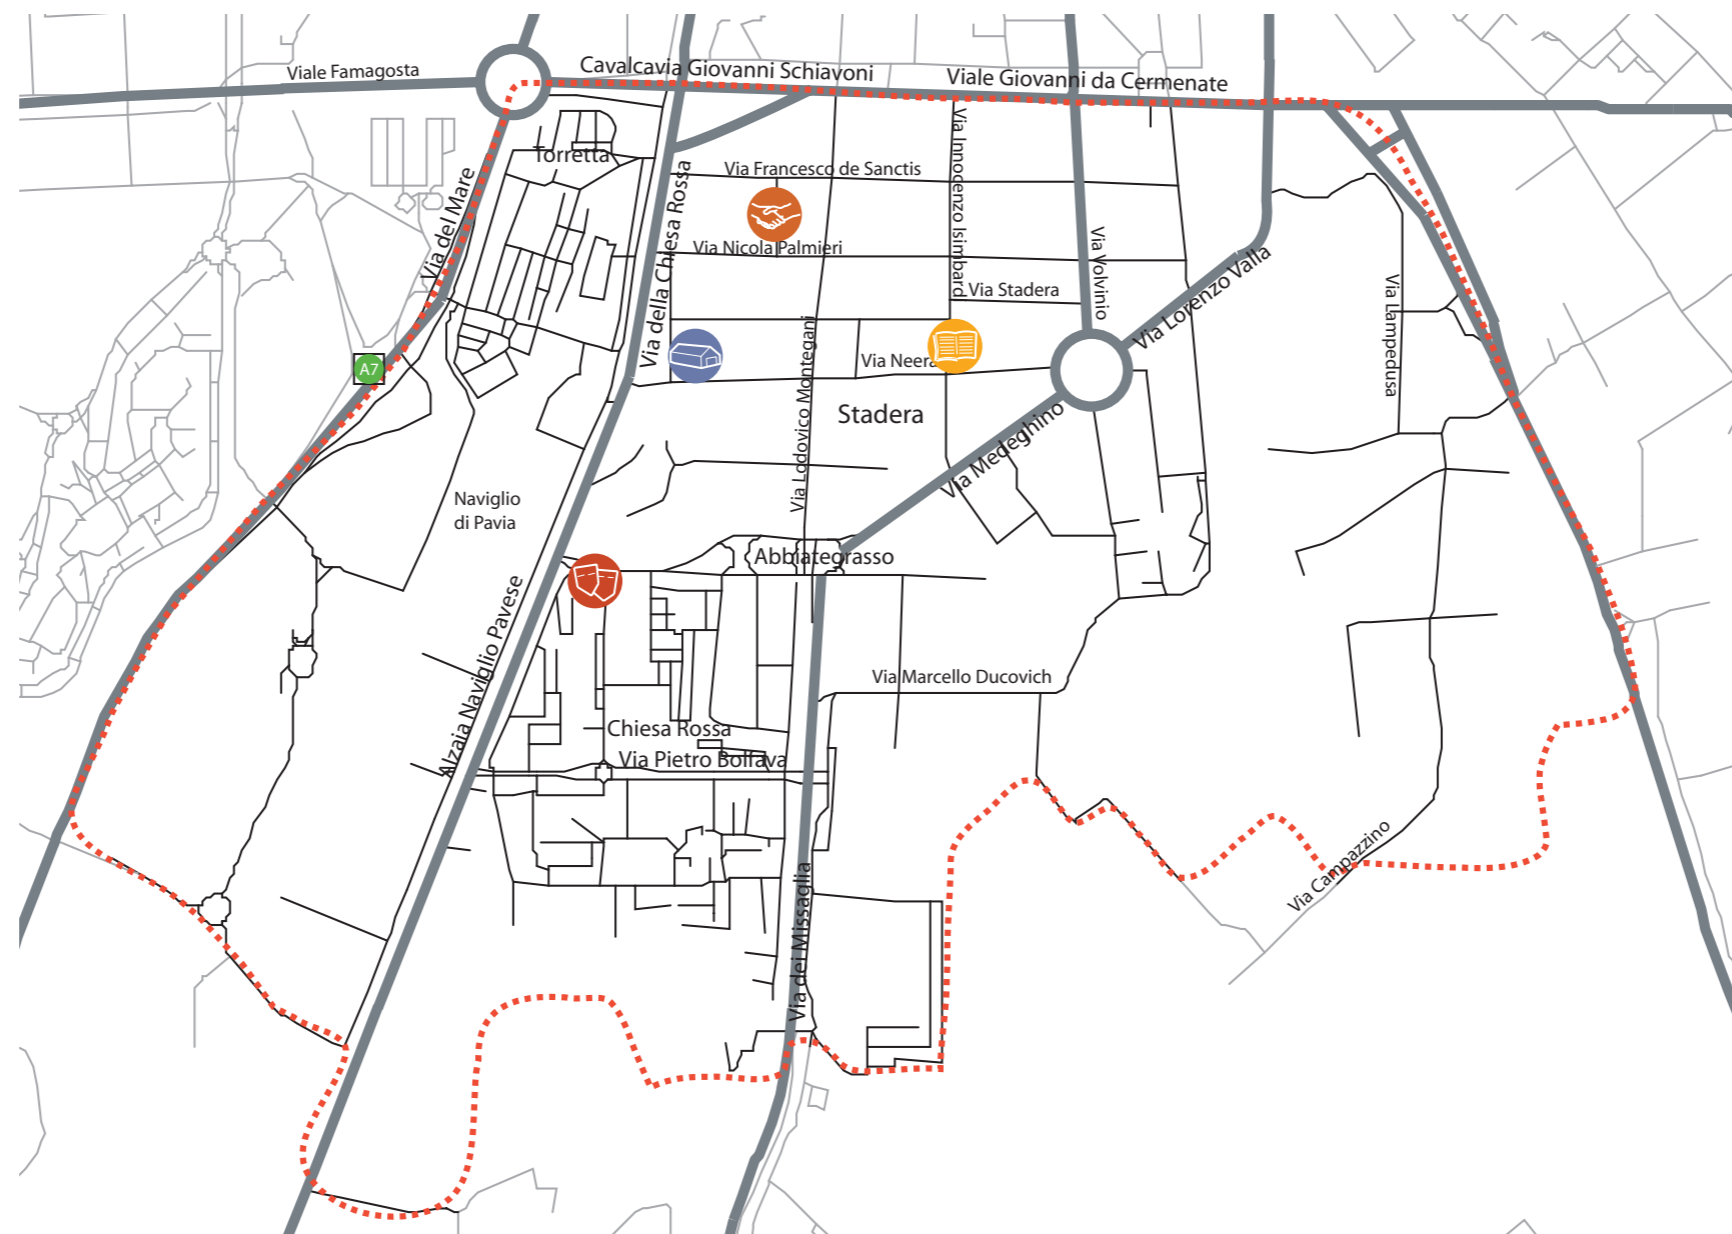 Cavalcavia Giovanni Schiavoni
Viale Famagosta
Viale Giovanni da Cermenate
Torretta
Via Francesco de Sanctis
Via Innocenzo Isimbardi
Via del Mare
Via della Chiesa Rossa
Via Nicola Palmieri
Via Volvinio
Via Lorenzo Valla
Via Stadera
Via Lampedusa
A7
Via Neera
Via Lodovico Montegani
Stadera
Via Medeghino
Naviglio
di Pavia
Abbiategrasso
Alzaia Naviglio Pavese
Via Marcello Ducovich
Chiesa Rossa
Via Pietro Boifava
Via Campazzino
Via dei Missaglia